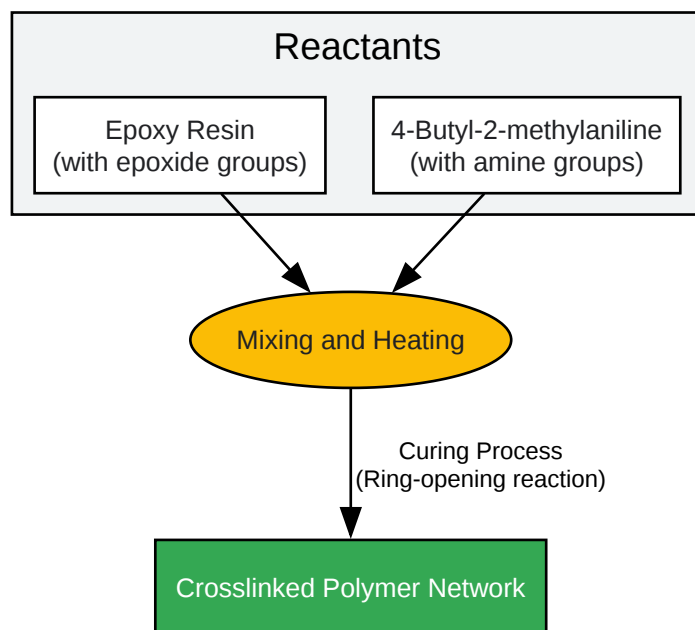 Reactants
Epoxy Resin
(with epoxide groups)
4-Butyl-2-methylaniline
(with amine groups)
Mixing and Heating
Curing Process
(Ring-opening reaction)
Crosslinked Polymer Network